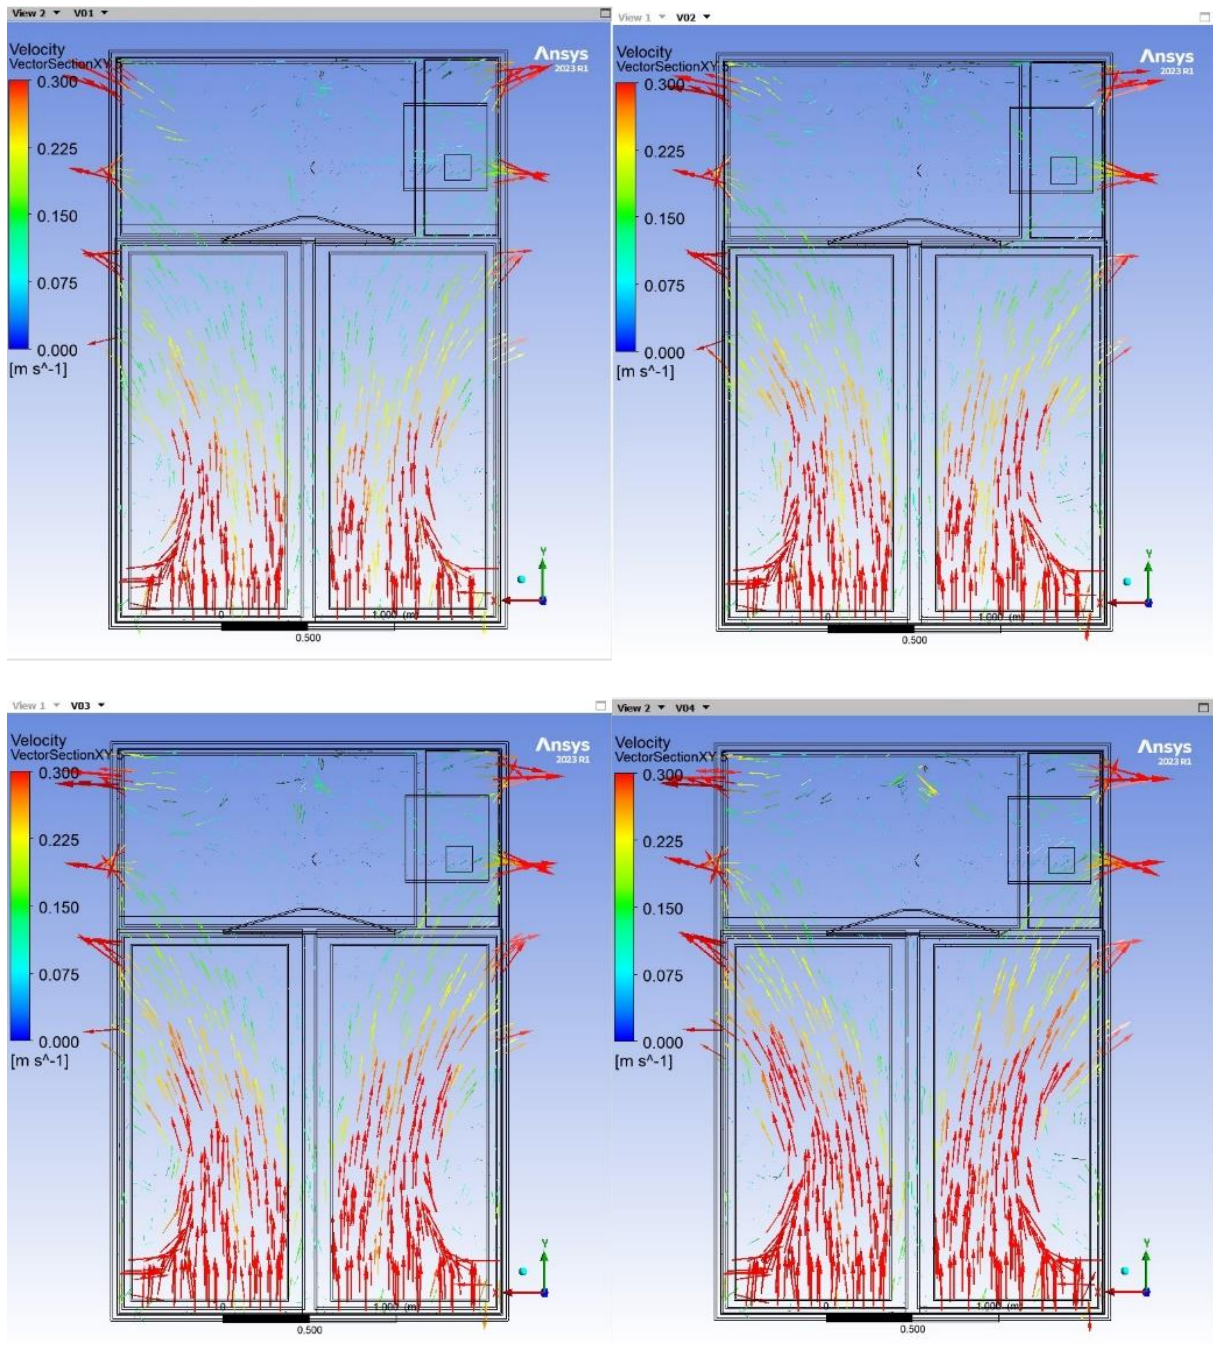 View 2 V01
Velocity
VectorSectionXY 5
0.300
0.225
0.150
0.075
0.000
[m s^-1]
Ansys
2023 R1
0
1.000 (m)
0.500
Y
X
View 1 V02
Velocity
VectorSectionXY 5
0.300
0.225
0.150
0.075
0.000
[m s^-1]
Ansys
2023 R1
0
1.000 (m)
0.500
Y
X
View 1 V03
Velocity
VectorSectionXY 5
0.300
0.225
0.150
0.075
0.000
[m s^-1]
Ansys
2023 R1
0
1.000 (m)
0.500
Y
X
View 2 V04
Velocity
VectorSectionXY 5
0.300
0.225
0.150
0.075
0.000
[m s^-1]
Ansys
2023 R1
0
1.000 (m)
0.500
Y
X